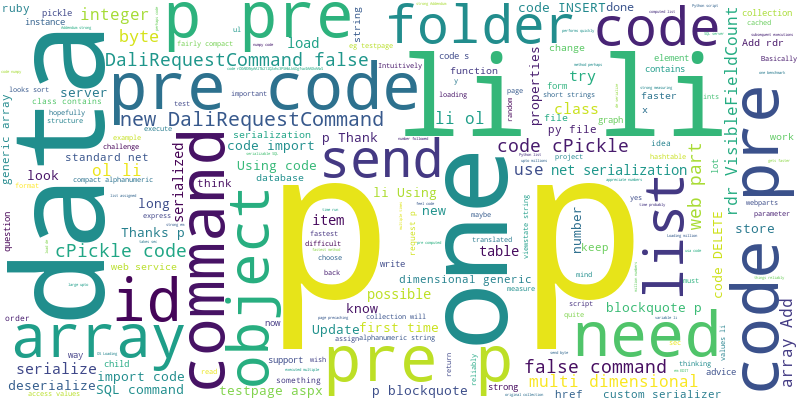 ruby
pickle
instance
integer
byte
string
p pre
load
DaliRequestCommand false
folder
code INSERT
done
code
collection
cached
Add rdr
Basically
element
contains
change
try
form
short strings
class
file
graph
properties
faster
x
ints
idea
hashtable
project
work
parameter
webparts
page
random
loading
function
code s
Intuitively
pre code
li
li
data
server
looks sort
class contains
hopefully
structure
generic array
example
challenge
standard net
look
ol li
compact alphanumeric
format
long
Thanks p
cPickle code
web service
question
order
id
array
way
serialize
deserialize
child
access values
import code
SQL command
command
serialized
new DaliRequestCommand
test
important
serialization
execute
code import
Using code
database
think
send
p Thank
li ol
code cPickle
py file
use
net serialization
one
p
p
object
item
fastest
difficult
choose
back
now
know
Update
support
wish
assign
something
testpage aspx
li Using
new
maybe
translated
viewstate string
request
table
dimensional generic
measure
write
possible
first time
alphanumeric string
collection will
read
return
reliably
pre p
p blockquote
strong
number
keep
mind
script
quite
yes
list
web part
lot
must
need
blockquote p
false command
multi dimensional
href
custom serializer
values li
thinking
advice
code DELETE
rdr VisibleFieldCount
store
code pre
array Add
eg testpage
fairly compact
ul
y